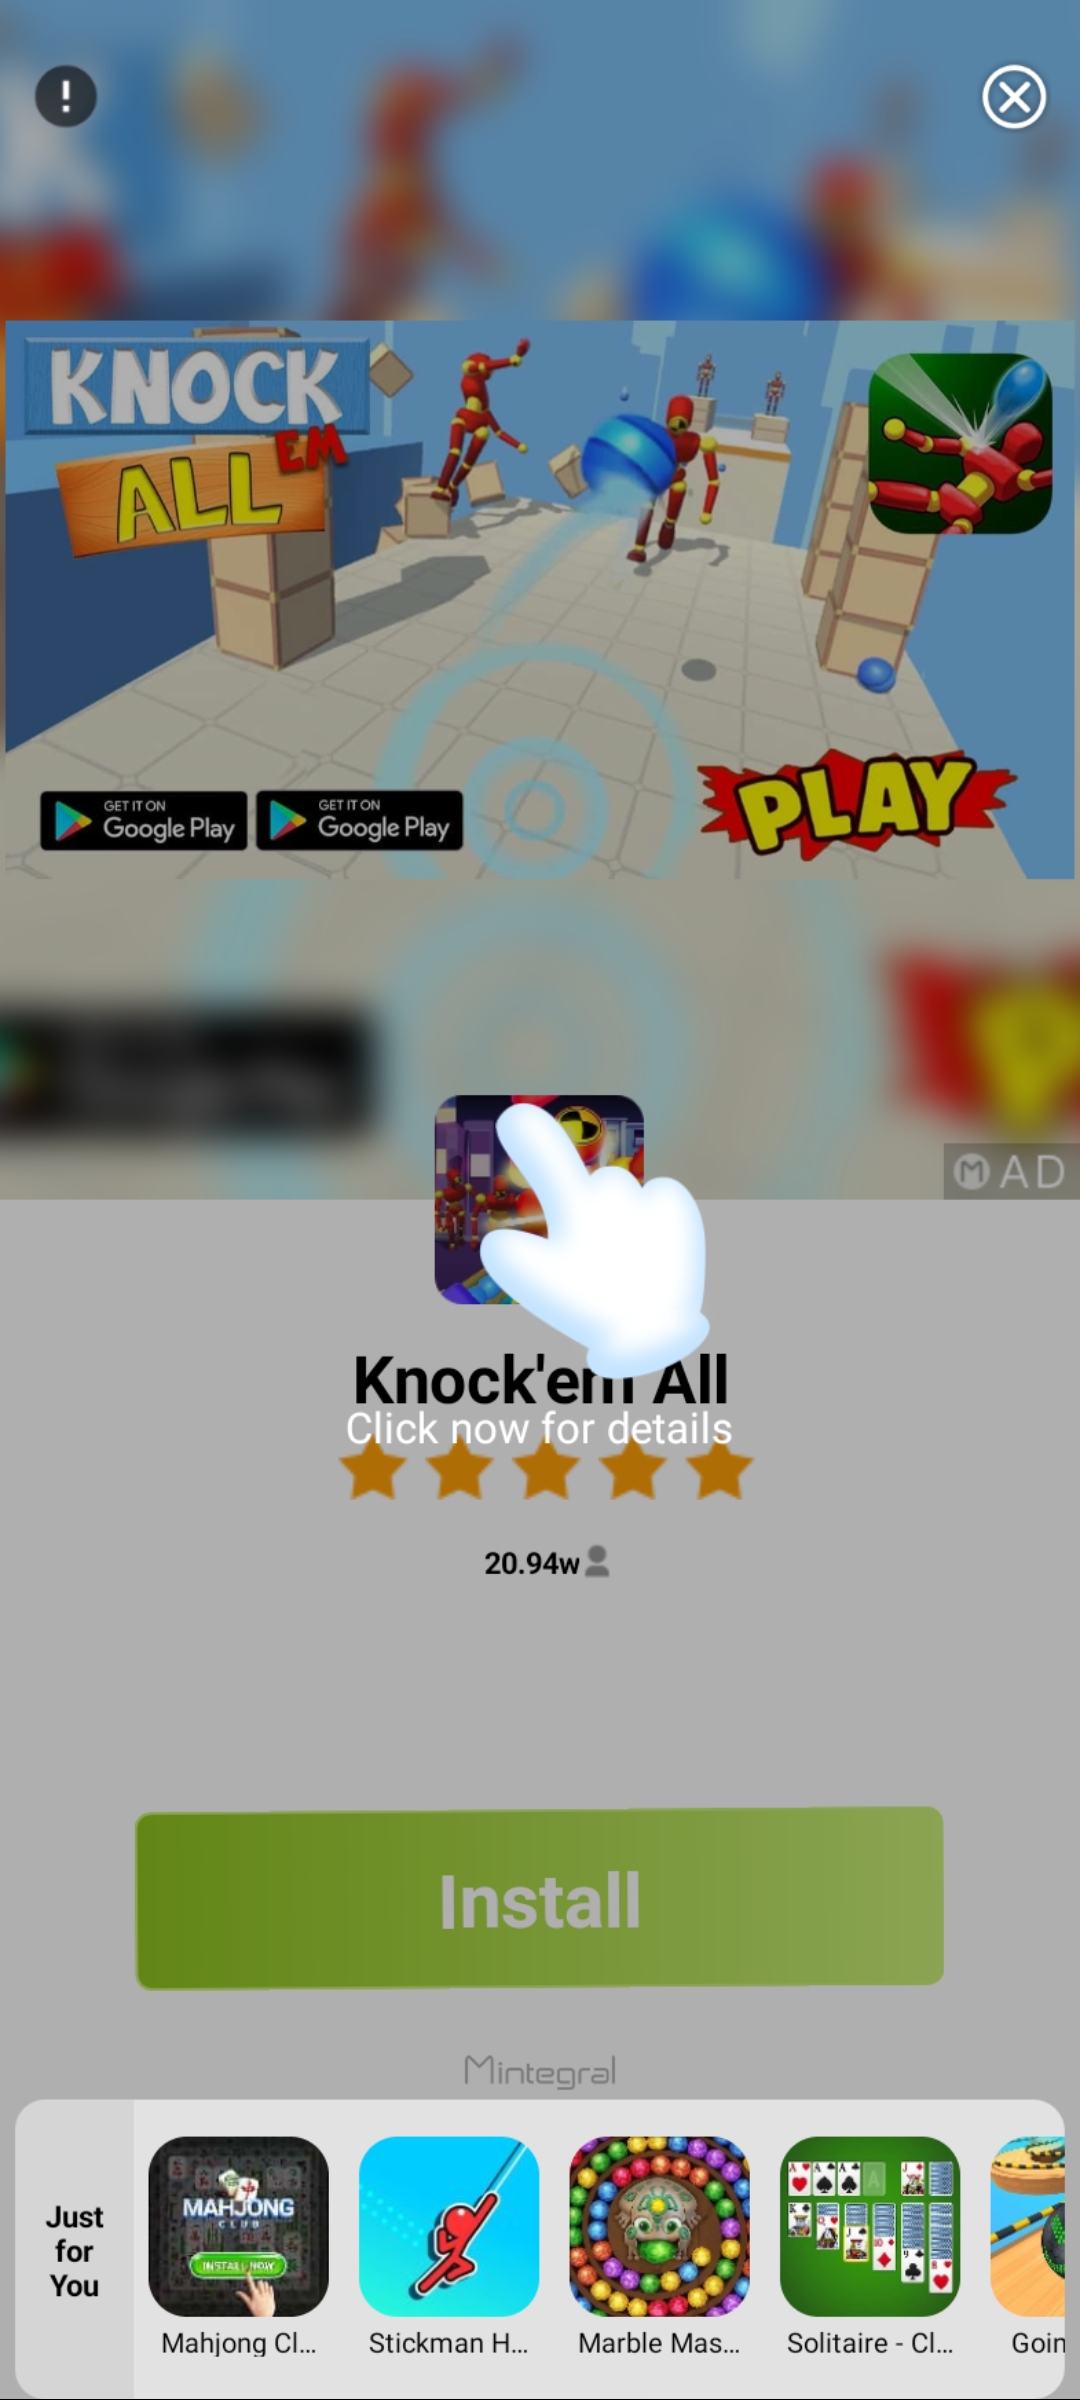 KNOCK
EM
ALL
GET IT ON
Google Play
GET IT ON
Google Play
PLAY
AD
Knock'em All
Click now for details
20.94w
Install
Mintegral
Just
for
You
MAHJONG
CLUB
INSTALL NOW
Mahjong Cl...
Stickman H...
Marble Mas...
Solitaire - Cl...
Goin